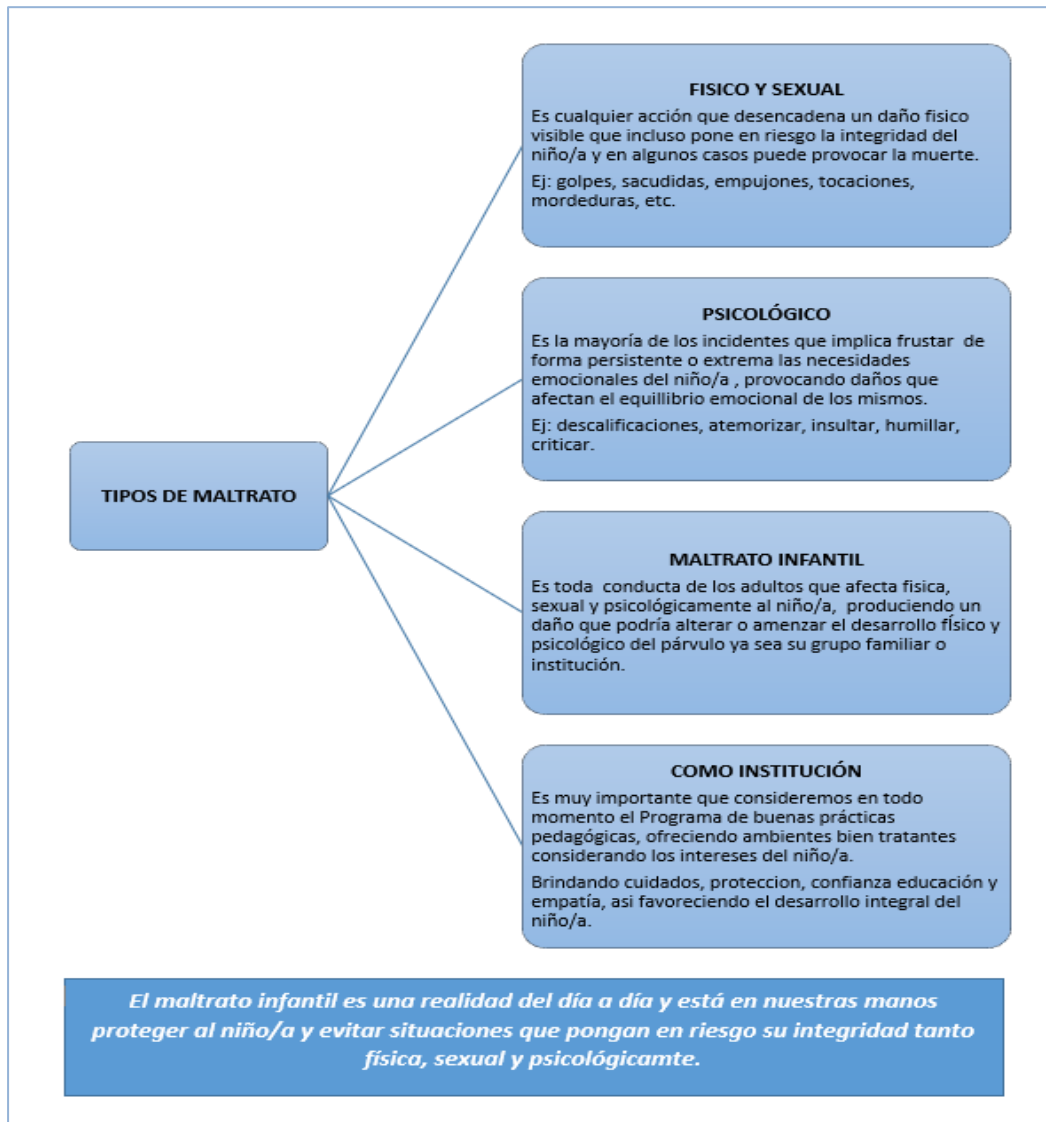 FISICO Y SEXUAL
Es cualquier acción que desencadena un daño fisico
visible que incluso pone en riesgo la integridad del
niño/a y en algunos casos puede provocar la muerte.
Ej: golpes, sacudidas, empujones, tocaciones,
mordeduras, etc.
PSICOLÓGICO
Es la mayoría de los incidentes que implica frustar de
forma persistente o extrema las necesidades
emocionales del niño/a , provocando daños que
afectan el equillibrio emocional de los mismos.
Ej: descalificaciones, atemorizar, insultar, humillar,
criticar.
TIPOS DE MALTRATO
MALTRATO INFANTIL
Es toda conducta de los adultos que afecta fisica,
sexual y psicológicamente al niño/a, produciendo un
daño que podría alterar o amenzar el desarrollo fÍsico y
psicológico del párvulo ya sea su grupo familiar o
institución.
COMO INSTITUCIÓN
Es muy importante que consideremos en todo
momento el Programa de buenas prácticas
pedagógicas, ofreciendo ambientes bien tratantes
considerando los intereses del niño/a.
Brindando cuidados, proteccion, confianza educación y
empatía, asi favoreciendo el desarrollo integral del
niño/a.
El maltrato infantil es una realidad del día a día y está en nuestras manos
proteger al niño/a y evitar situaciones que pongan en riesgo su integridad tanto
física, sexual y psicológicamte.